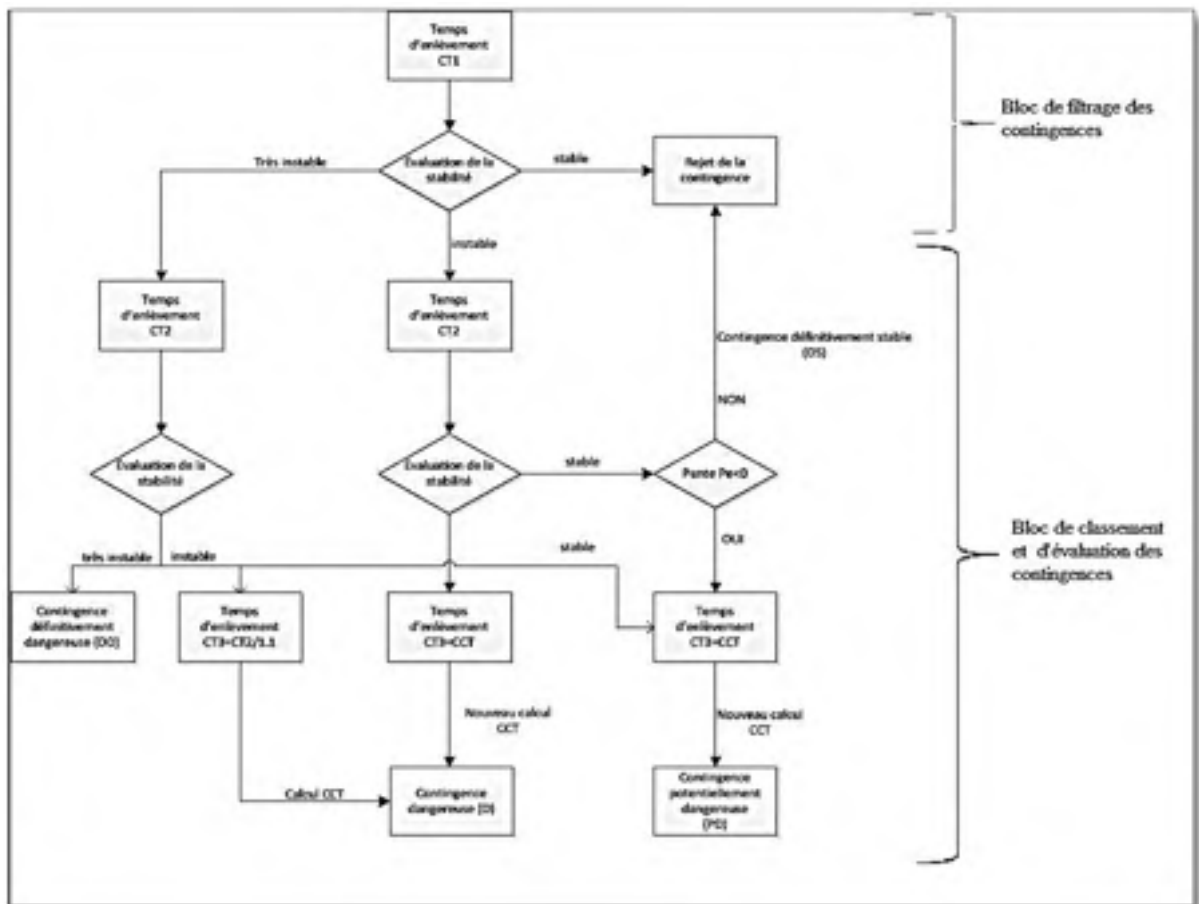 Temps
d'enlèvement
CT1
Bloc de filtrage des
contingences
Très instable
Évaluation de la
stabilité
stable
Rejet de la
contingence
instable
Temps
d'enlèvement
CT2
Temps
d'enlèvement
CT2
Contingence définitivement stable
(DS)
NON
Évaluation de la
stabilité
Évaluation de la
stabilité
stable
Pente Pe<0
OUI
Bloc de classement
et d'évaluation des
contingences
très instable
instable
stable
Contingence
définitivement
dangereuse (DD)
Temps
d'enlèvement
CT3=CT2/1.1
Temps
d'enlèvement
CT3=CCT
Temps
d'enlèvement
CT3=CCT
Nouveau calcul
CCT
Nouveau calcul
CCT
Calcul CCT
Contingence
dangereuse (D)
Contingence
potentiellement
dangereuse
(PD)